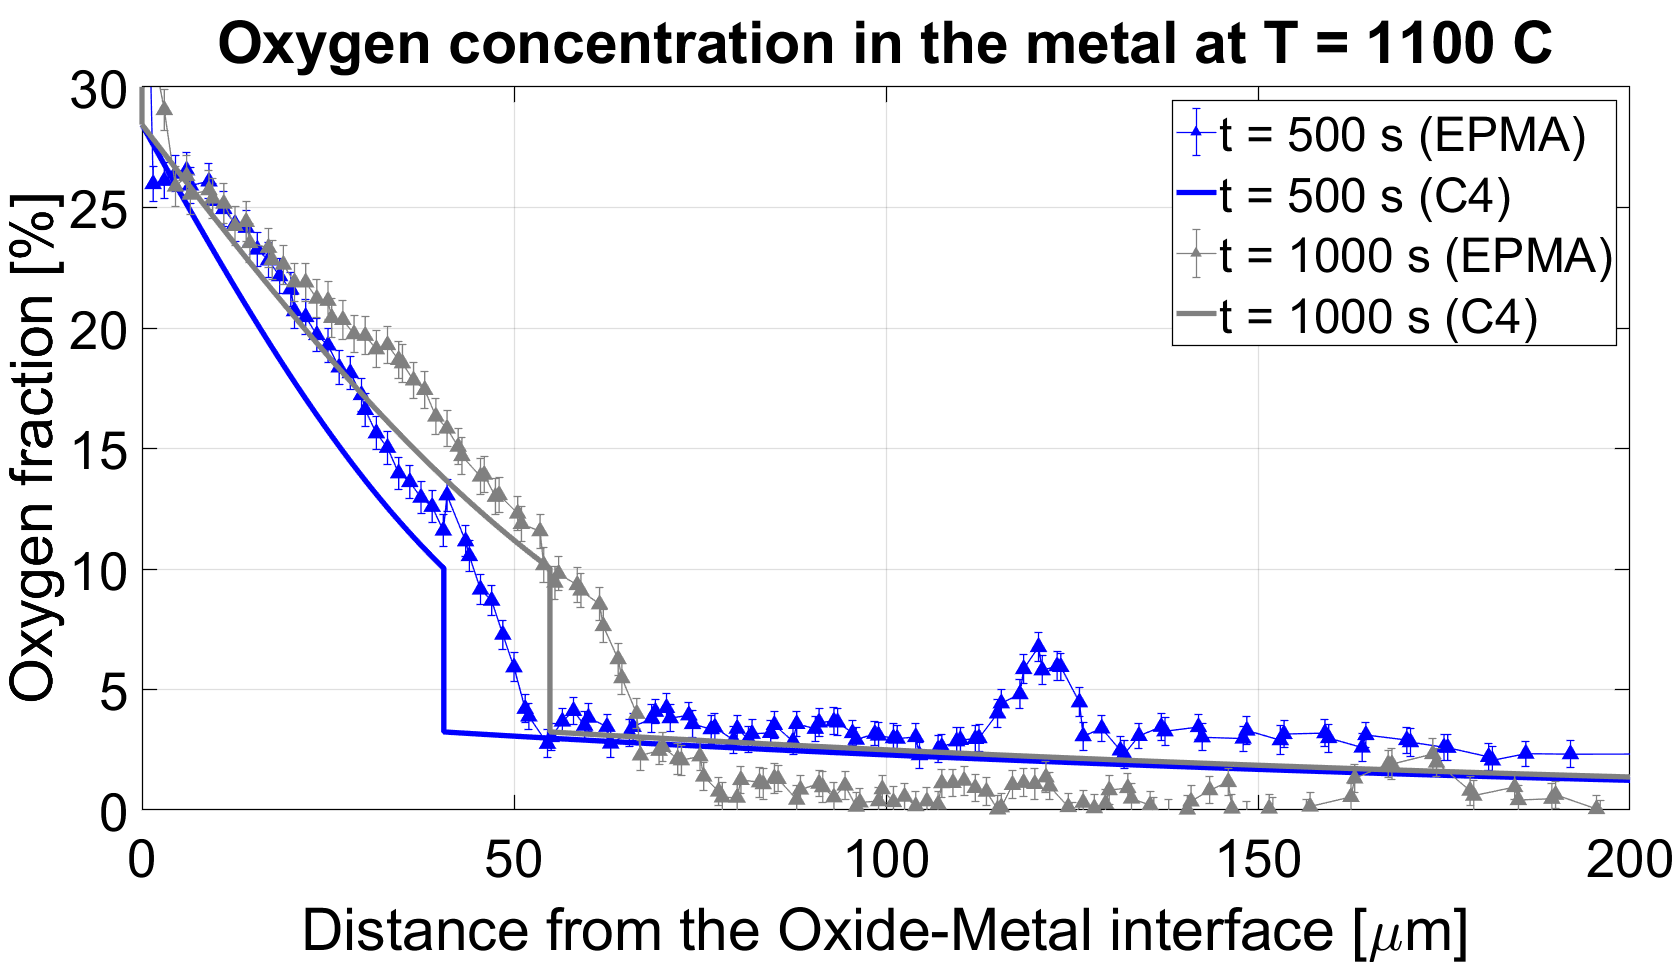 Oxygen concentration in the metal at T = 1100 C
30
25
20
15
10
5
0
Oxygen fraction [%]
t = 500 s (EPMA)
t = 500 s (C4)
t = 1000 s (EPMA)
t = 1000 s (C4)
0 50 100 150 200
Distance from the Oxide-Metal interface [μm]